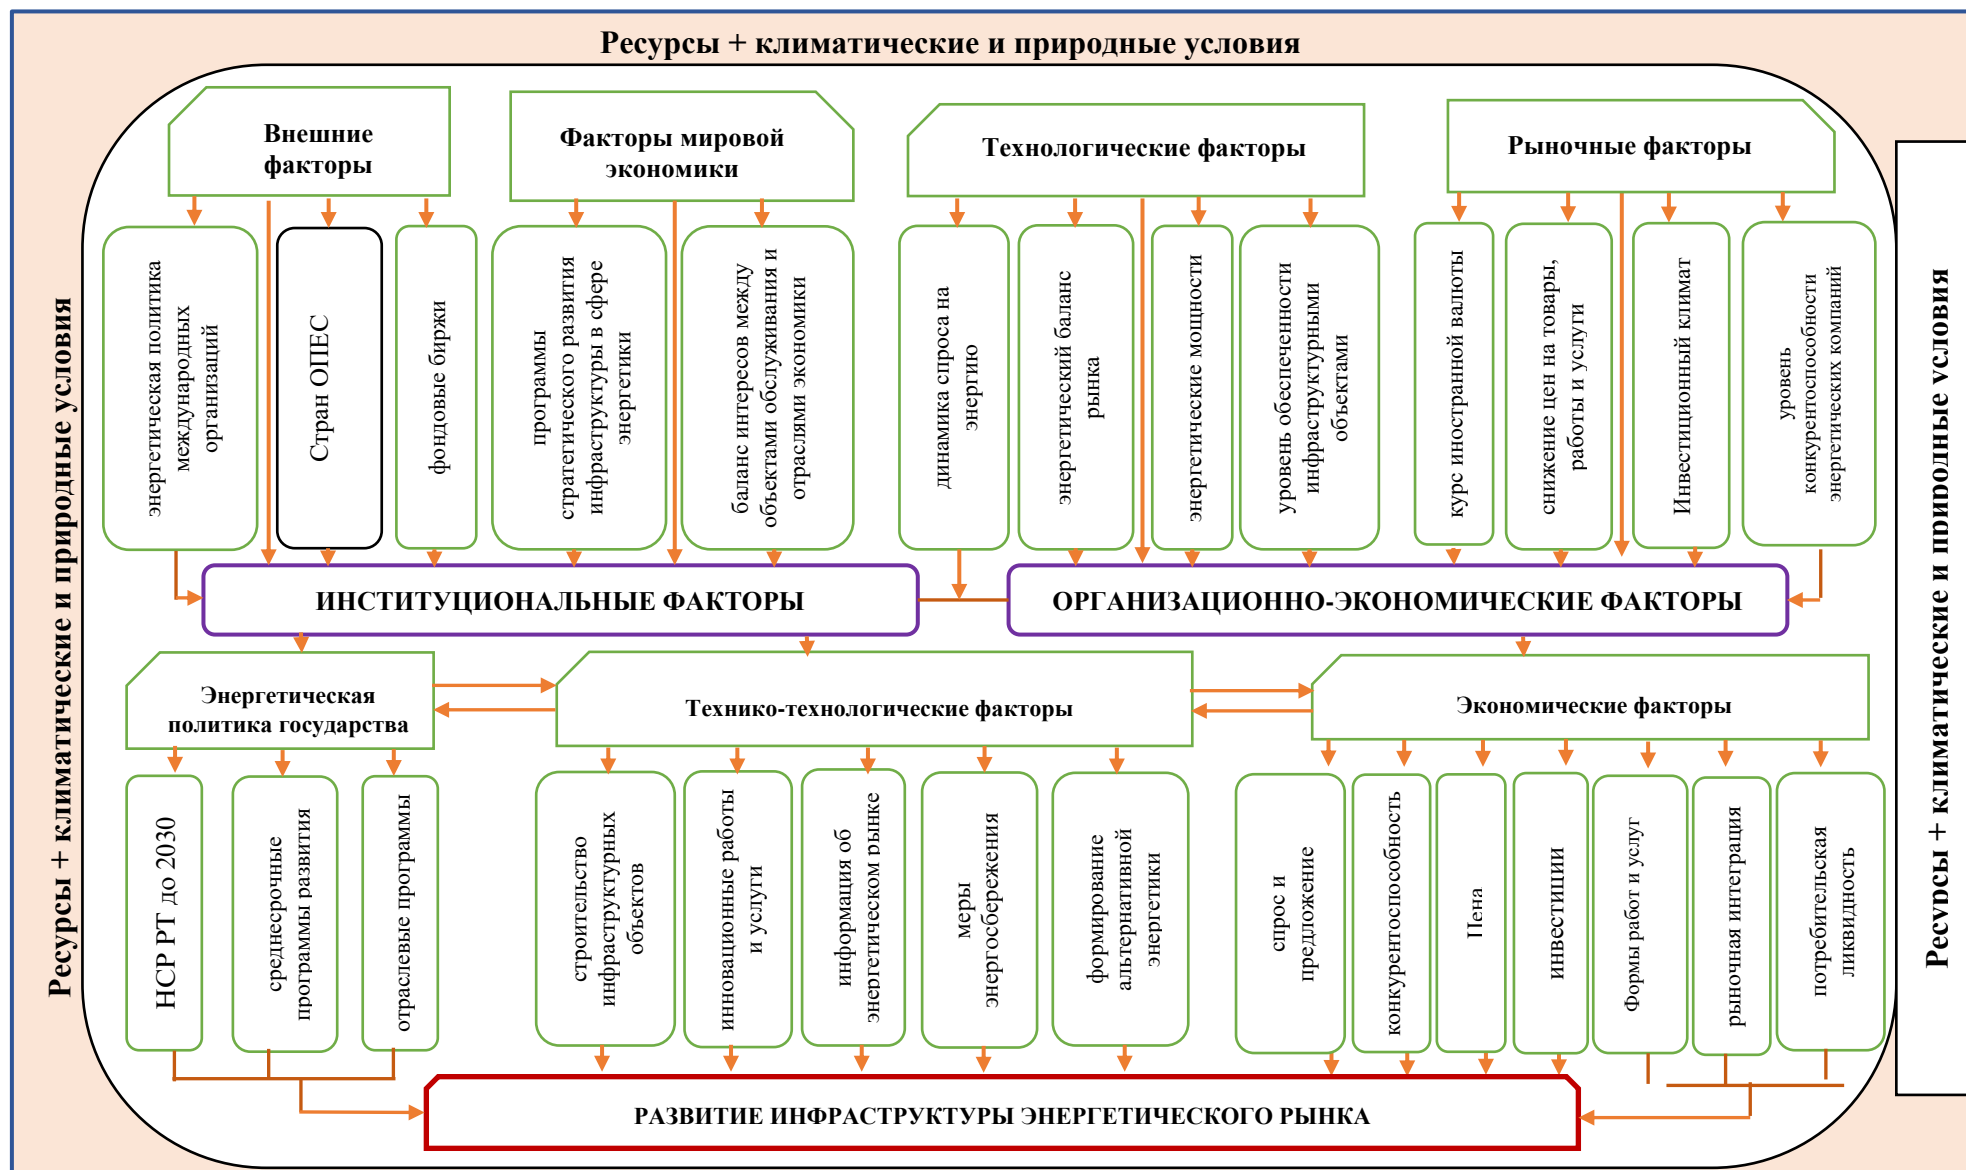 Ресурсы + климатические и природные условия
Ресурсы + климатические и природные условия
Внешние
факторы
Факторы мировой
экономики
Технологические факторы
Рыночные факторы
энергетическая политика
международных
организаций
Стран ОПЕС
фондовые биржи
программы
стратегического развития
инфраструктуры в сфере
энергетики
баланс интересов между
объектами обслуживания и
отраслями экономики
динамика спроса на
энергию
энергетический баланс
рынка
энергетические мощности
уровень обеспеченности
инфраструктурными
объектами
курс иностранной валюты
снижение цен на товары,
работы и услуги
Инвестиционный климат
уровень
конкурентоспособности
энергетических компаний
ИНСТИТУЦИОНАЛЬНЫЕ ФАКТОРЫ
ОРГАНИЗАЦИОННО-ЭКОНОМИЧЕСКИЕ ФАКТОРЫ
Энергетическая
политика государства
Технико-технологические факторы
Экономические факторы
НСР РТ до 2030
среднесрочные
программы развития
отраслевые программы
строительство
инфраструктурных
объектов
инновационные работы
и услуги
информация об
энергетическом рынке
меры
энергосбережения
формирование
альтернативной
энергетики
спрос и
предложение
конкурентоспособность
Цена
инвестиции
Формы работ и услуг
рыночная интеграция
потребительская
ликвидность
РАЗВИТИЕ ИНФРАСТРУКТУРЫ ЭНЕРГЕТИЧЕСКОГО РЫНКА
Ресурсы + климатические и природные условия